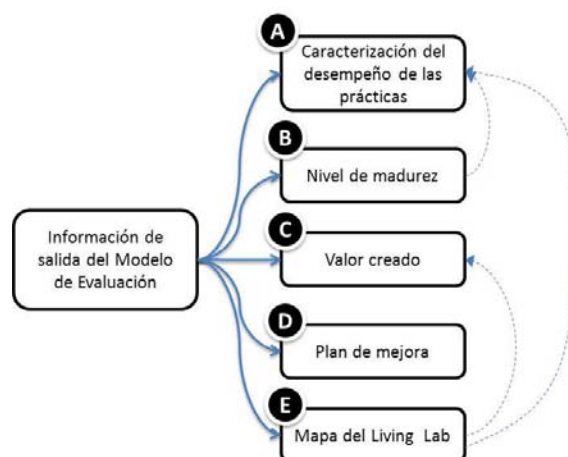 A
Caracterización del
desempeño de las
prácticas
B
Nivel de madurez
Información de
salida del Modelo
de Evaluación
C
Valor creado
D
Plan de mejora
E
Mapa del Living Lab